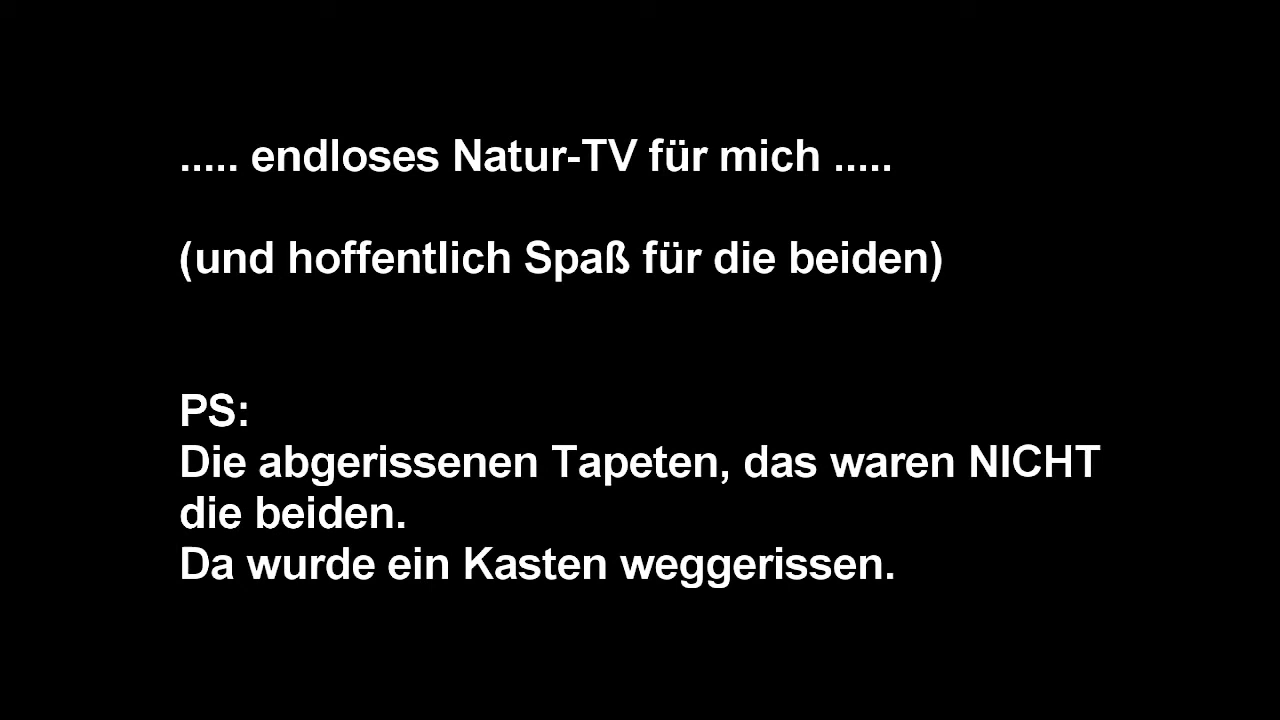 ..... endloses Natur-TV für mich .....
(und hoffentlich Spaß für die beiden)
PS:
Die abgerissenen Tapeten, das waren NICHT
die beiden.
Da wurde ein Kasten weggerissen.